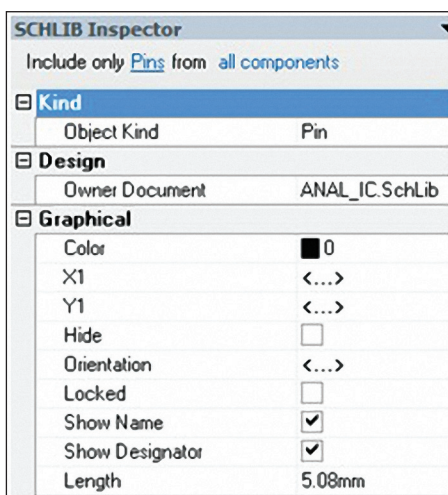 SCHLIB Inspector
Include only Pins from all components
Kind
Object Kind Pin
Design
Owner Document ANAL_IC.SchLib
Graphical
Color 0
X1 <...>
Y1 <...>
Hide
Orientation <...>
Locked
Show Name
Show Designator
Length 5.08mm